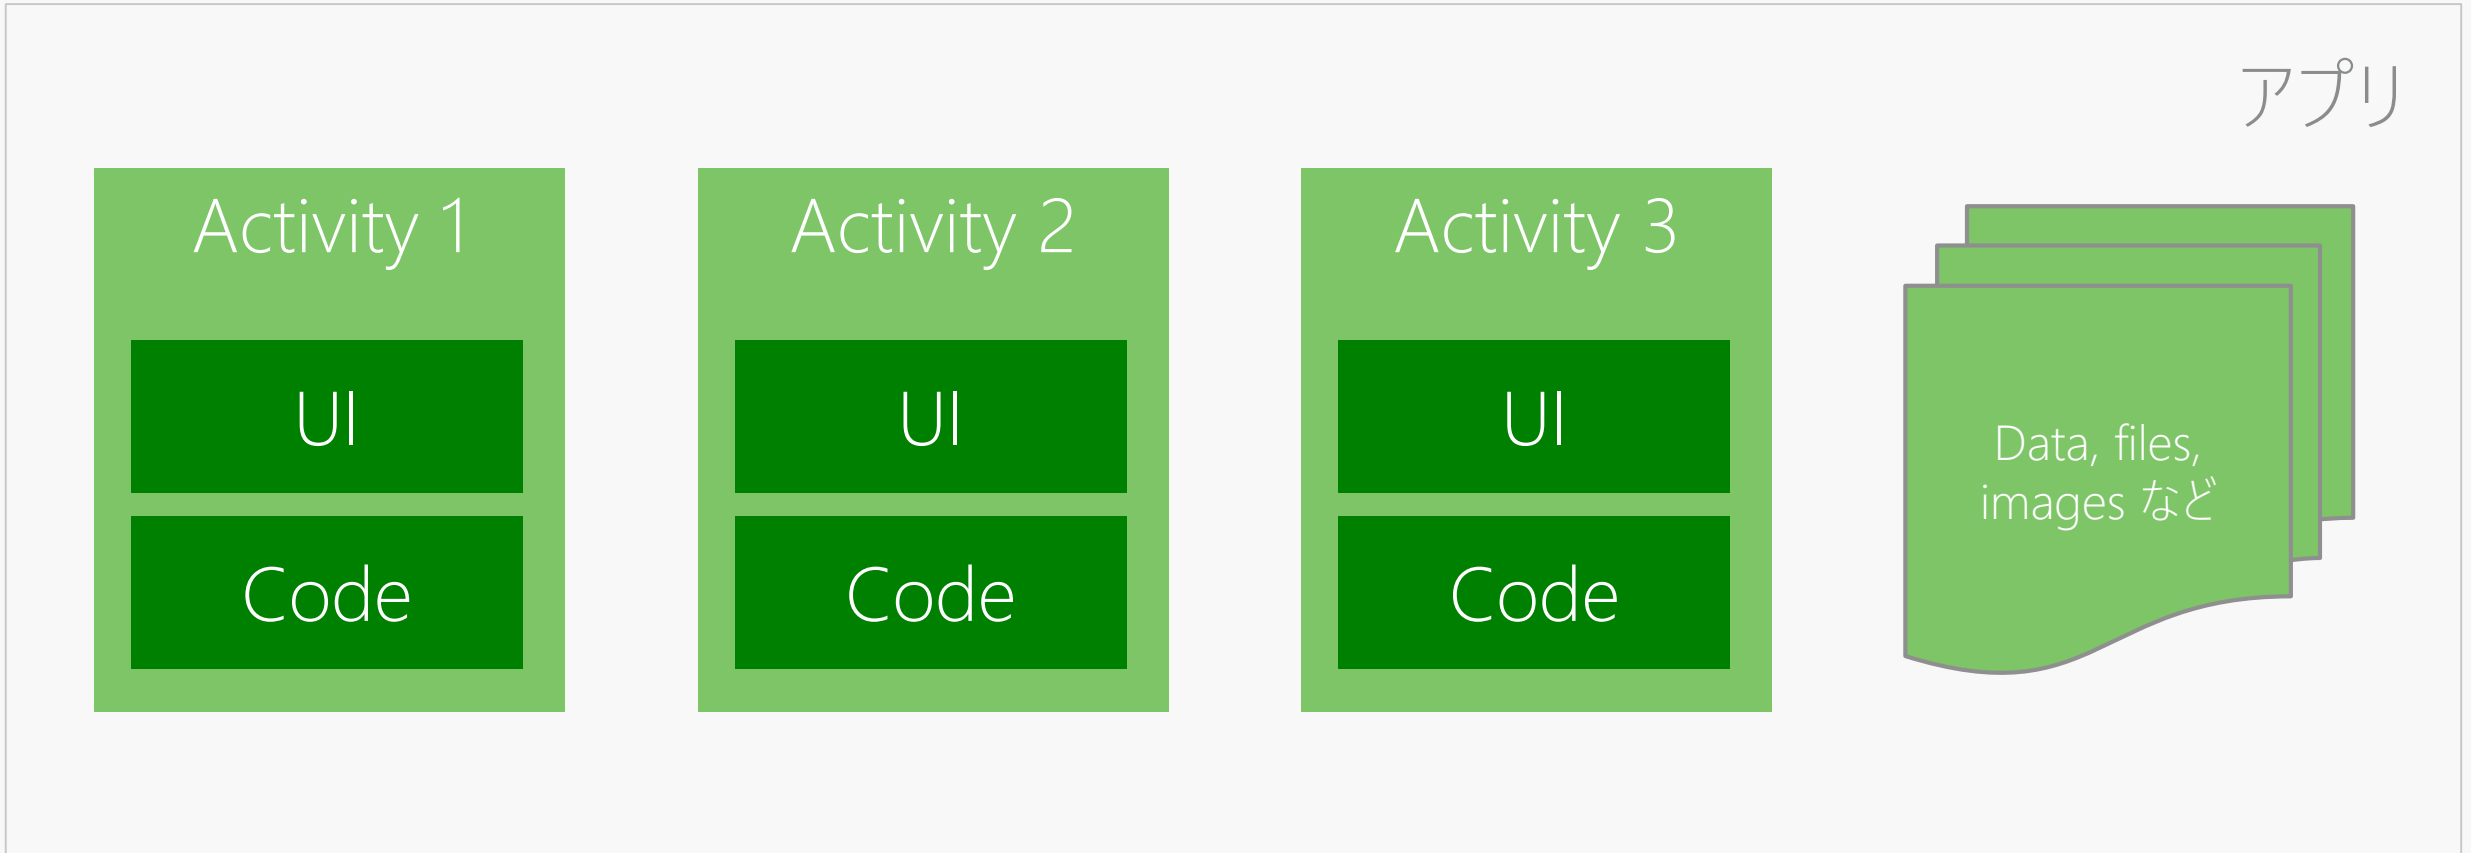 アプリ
Activity 1
UI
Code
Activity 2
UI
Code
Activity 3
UI
Code
Data, files,
images など